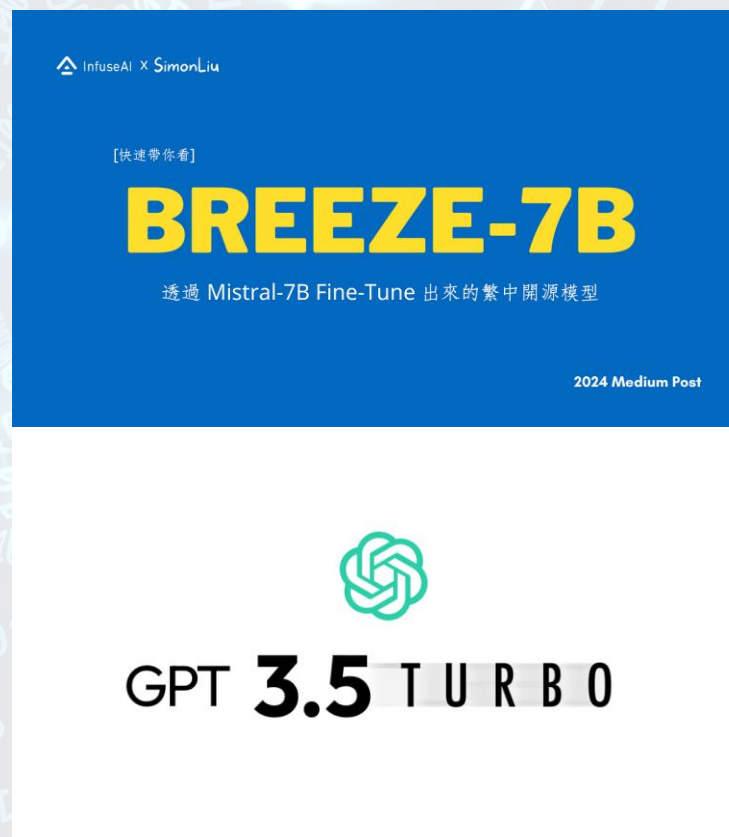 InfuseAI X SimonLiu
[快速帶你看]
BREEZE-7B
透過 Mistral-7B Fine-Tune 出來的繁中開源模型
2024 Medium Post
GPT 3.5 TURBO